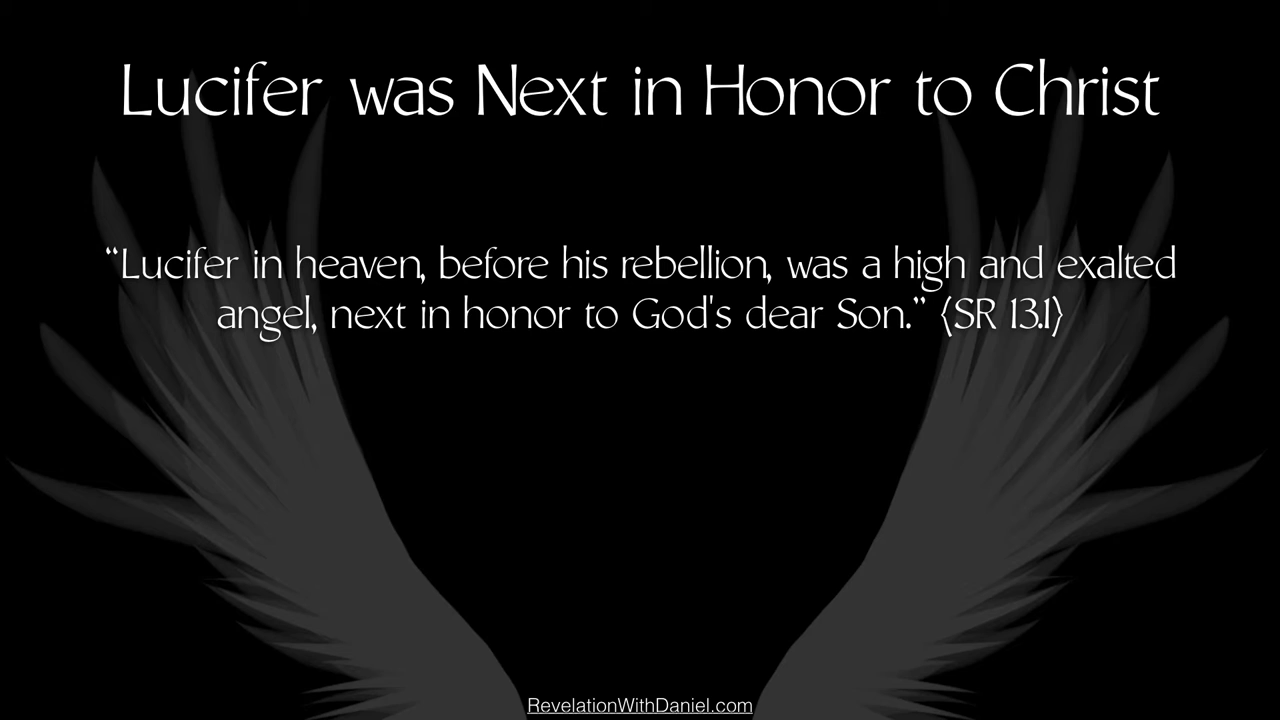 Lucifer was Next in Honor to Christ
“Lucifer in heaven, before his rebellion, was a high and exalted
angel, next in honor to God's dear Son.” {SR 13.1}
RevelationWithDaniel.com